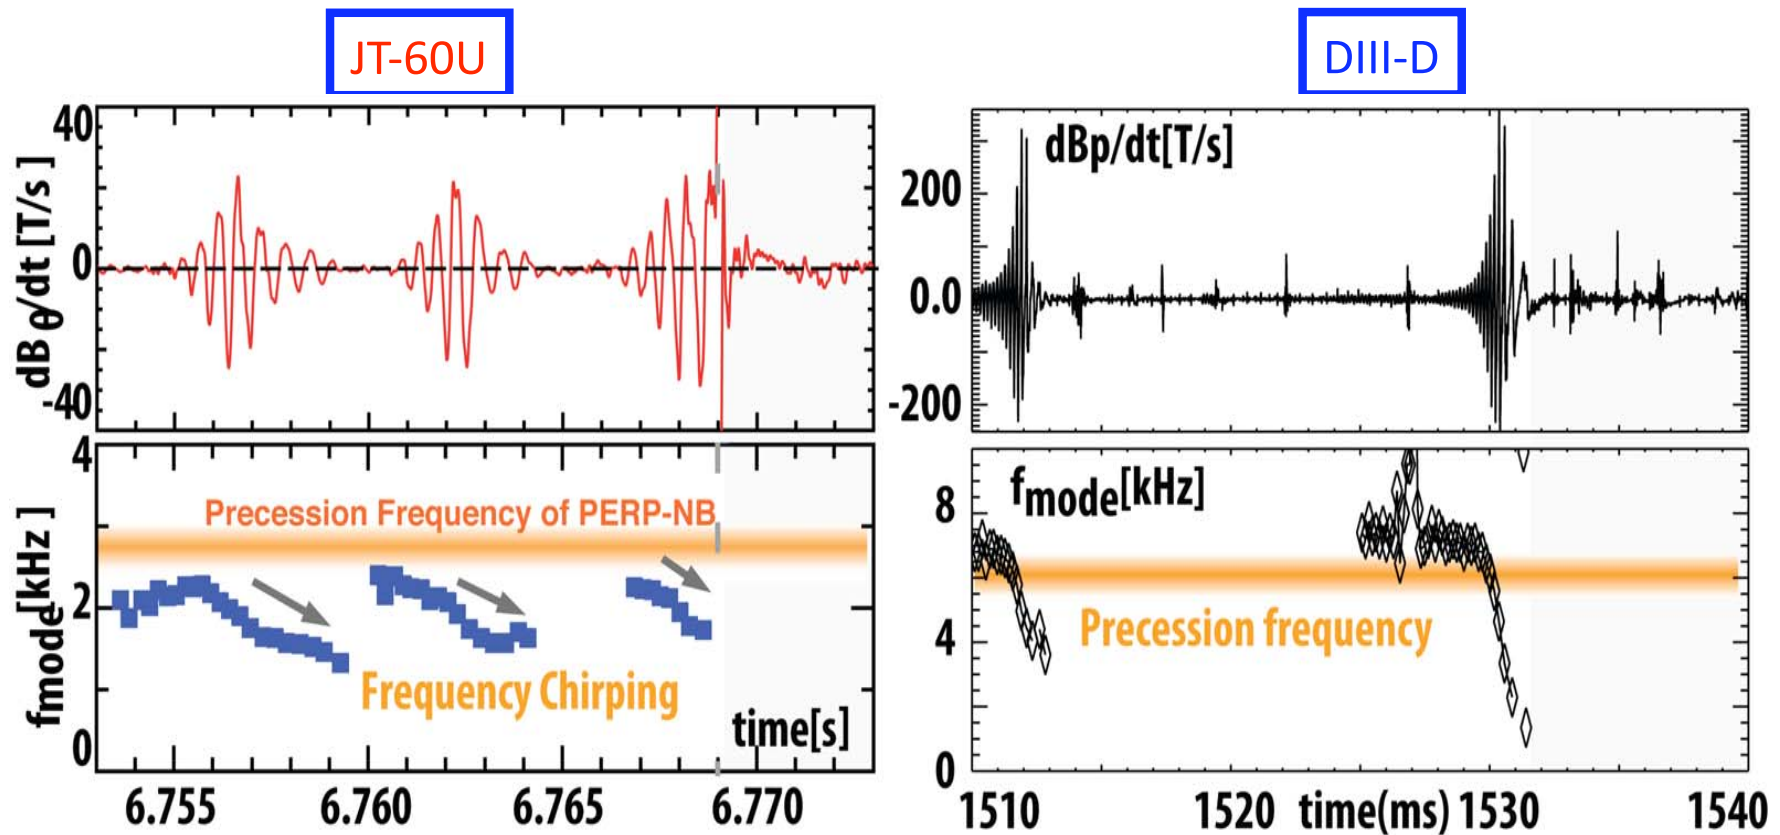 JT-60U
DIII-D
40
0
-40
dB θ/dt [T/s ]
dBp/dt[T/s]
200
0.0
-200
4
2
0
fmode[kHz ]
Precession Frequency of PERP-NB
Frequency Chirping
time[s]
6.755
6.760
6.765
6.770
fmode[kHz]
8
4
0
Precession frequency
1510
1520
time(ms)
1530
1540